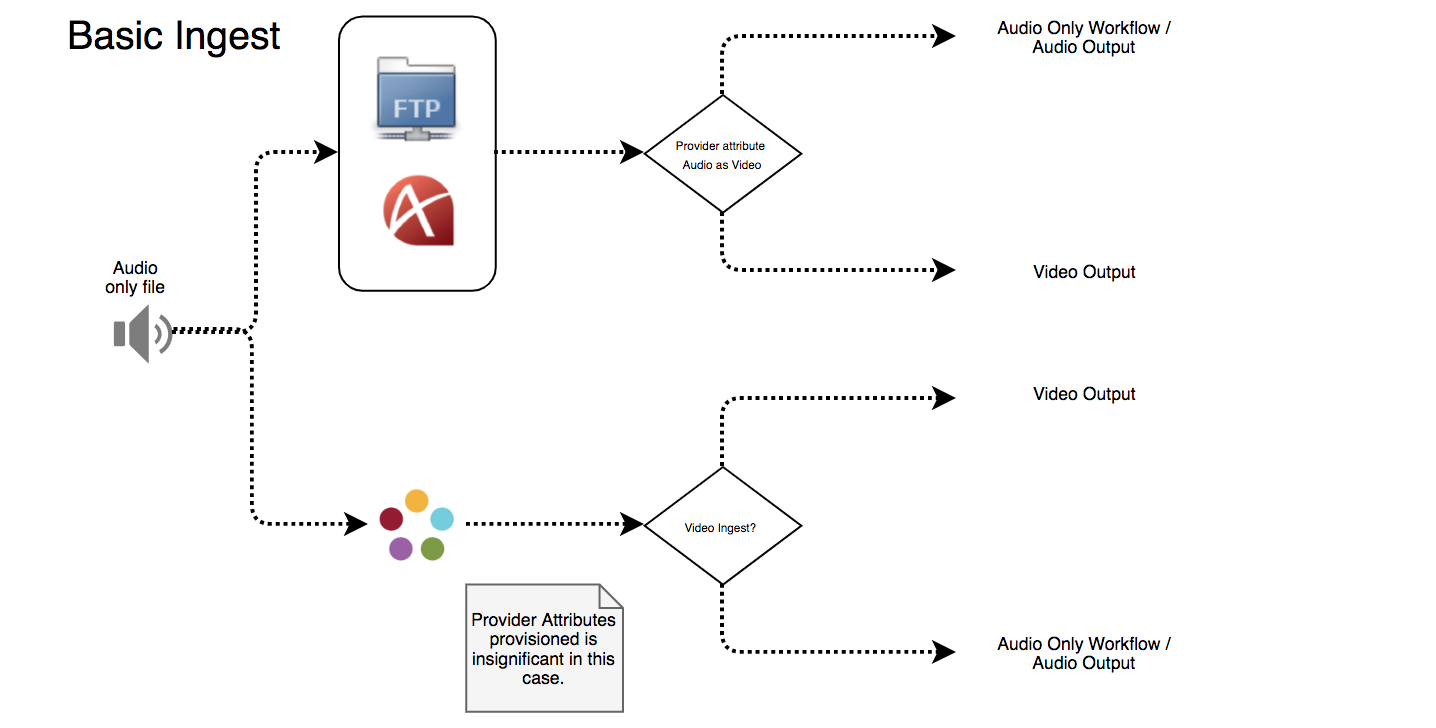 Basic Ingest
Audio Only Workflow /
Audio Output
FTP
Provider attribute
Audio as Video
Audio
only file
Video Output
Video Output
Video Ingest?
Provider Attributes
provisioned is
insignificant in this
case.
Audio Only Workflow /
Audio Output